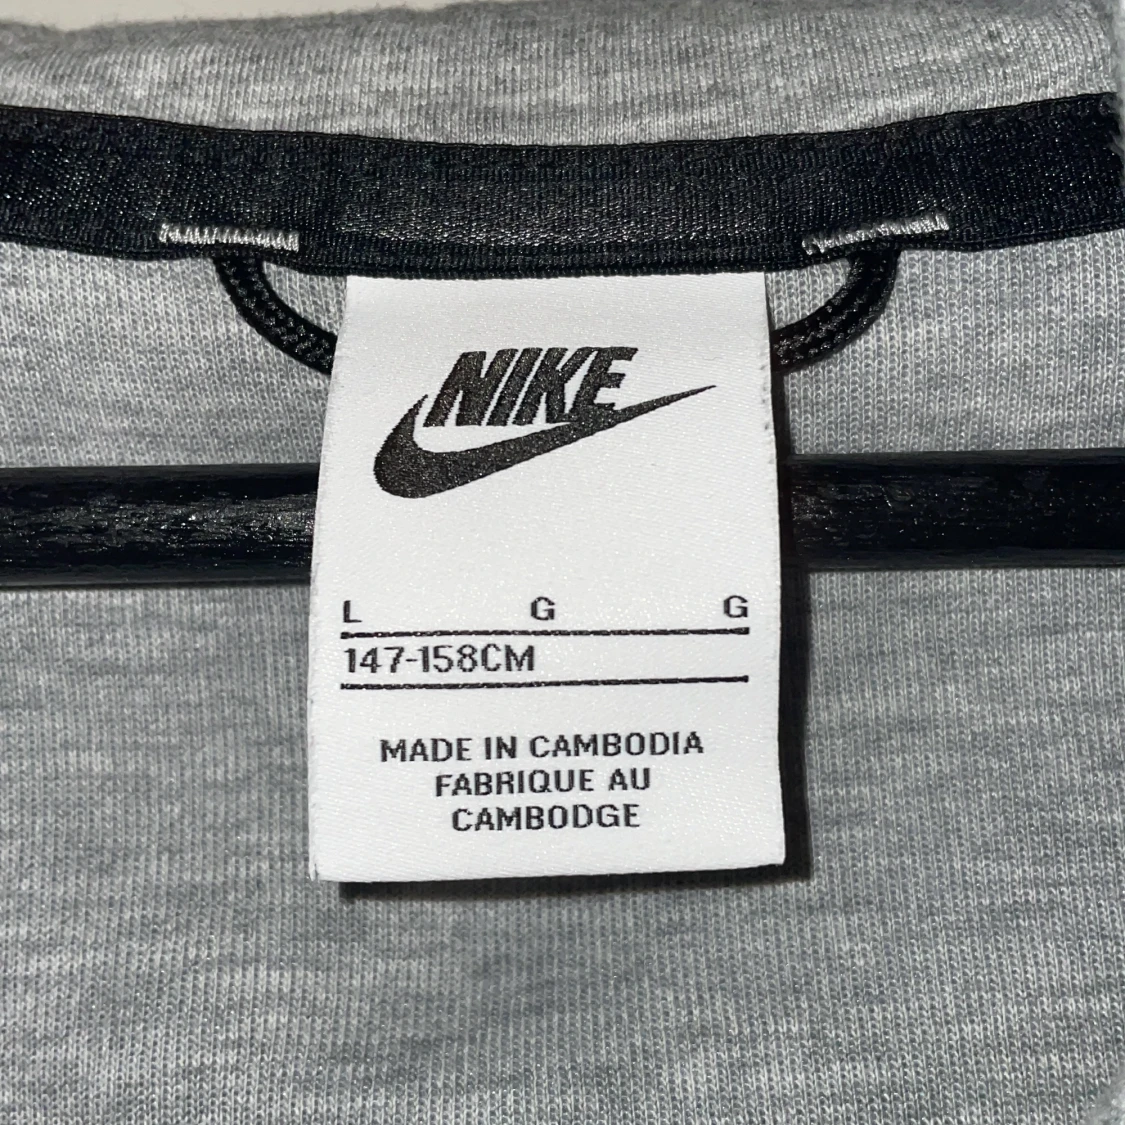 NIKE
L G G
147-158CM
MADE IN CAMBODIA
FABRIQUE AU
CAMBODGE